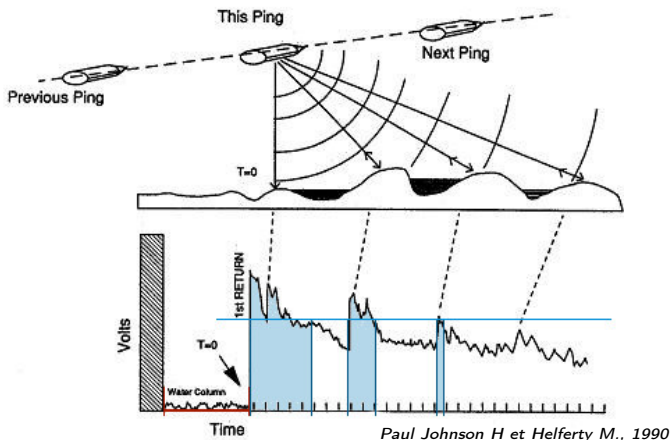 This Ping
Next Ping
Previous Ping
T=0
1st RETURN
Volts
T=0
Water Column
Time
Paul Johnson H et Helferty M., 1990